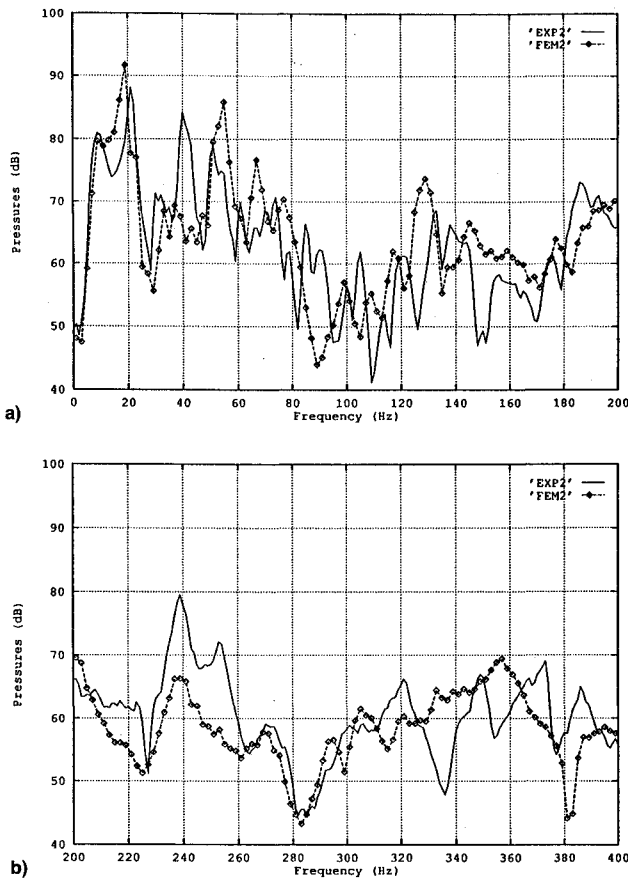 100
90
80
70
60
50
40
Pressures (dB)
'EXP2'
'FEM2'
0 20 40 60 80 100 120 140 160 180 200
Frequency (Hz)
a)
100
90
80
70
60
50
40
Pressures (dB)
'EXP2'
'FEM2'
200 220 240 260 280 300 320 340 360 380 400
Frequency (Hz)
b)